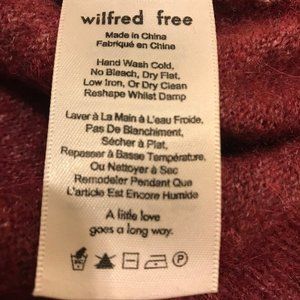 wilfred free
Made in China
Fabriqué en China
Hand Wash Cold,
No Bleach, Dry Flat,
Low Iron, Or Dry Clean
Reshape Whilst Damp
Laver à La Main à L'eau Froide,
Pas De Blanchiment,
Sécher à Plat,
Repasser à Basse Température,
Ou Nettoyer à Sec
Remodeler Pendant Que
L'article Est Encore Humide
A little love
goes a long way.
P